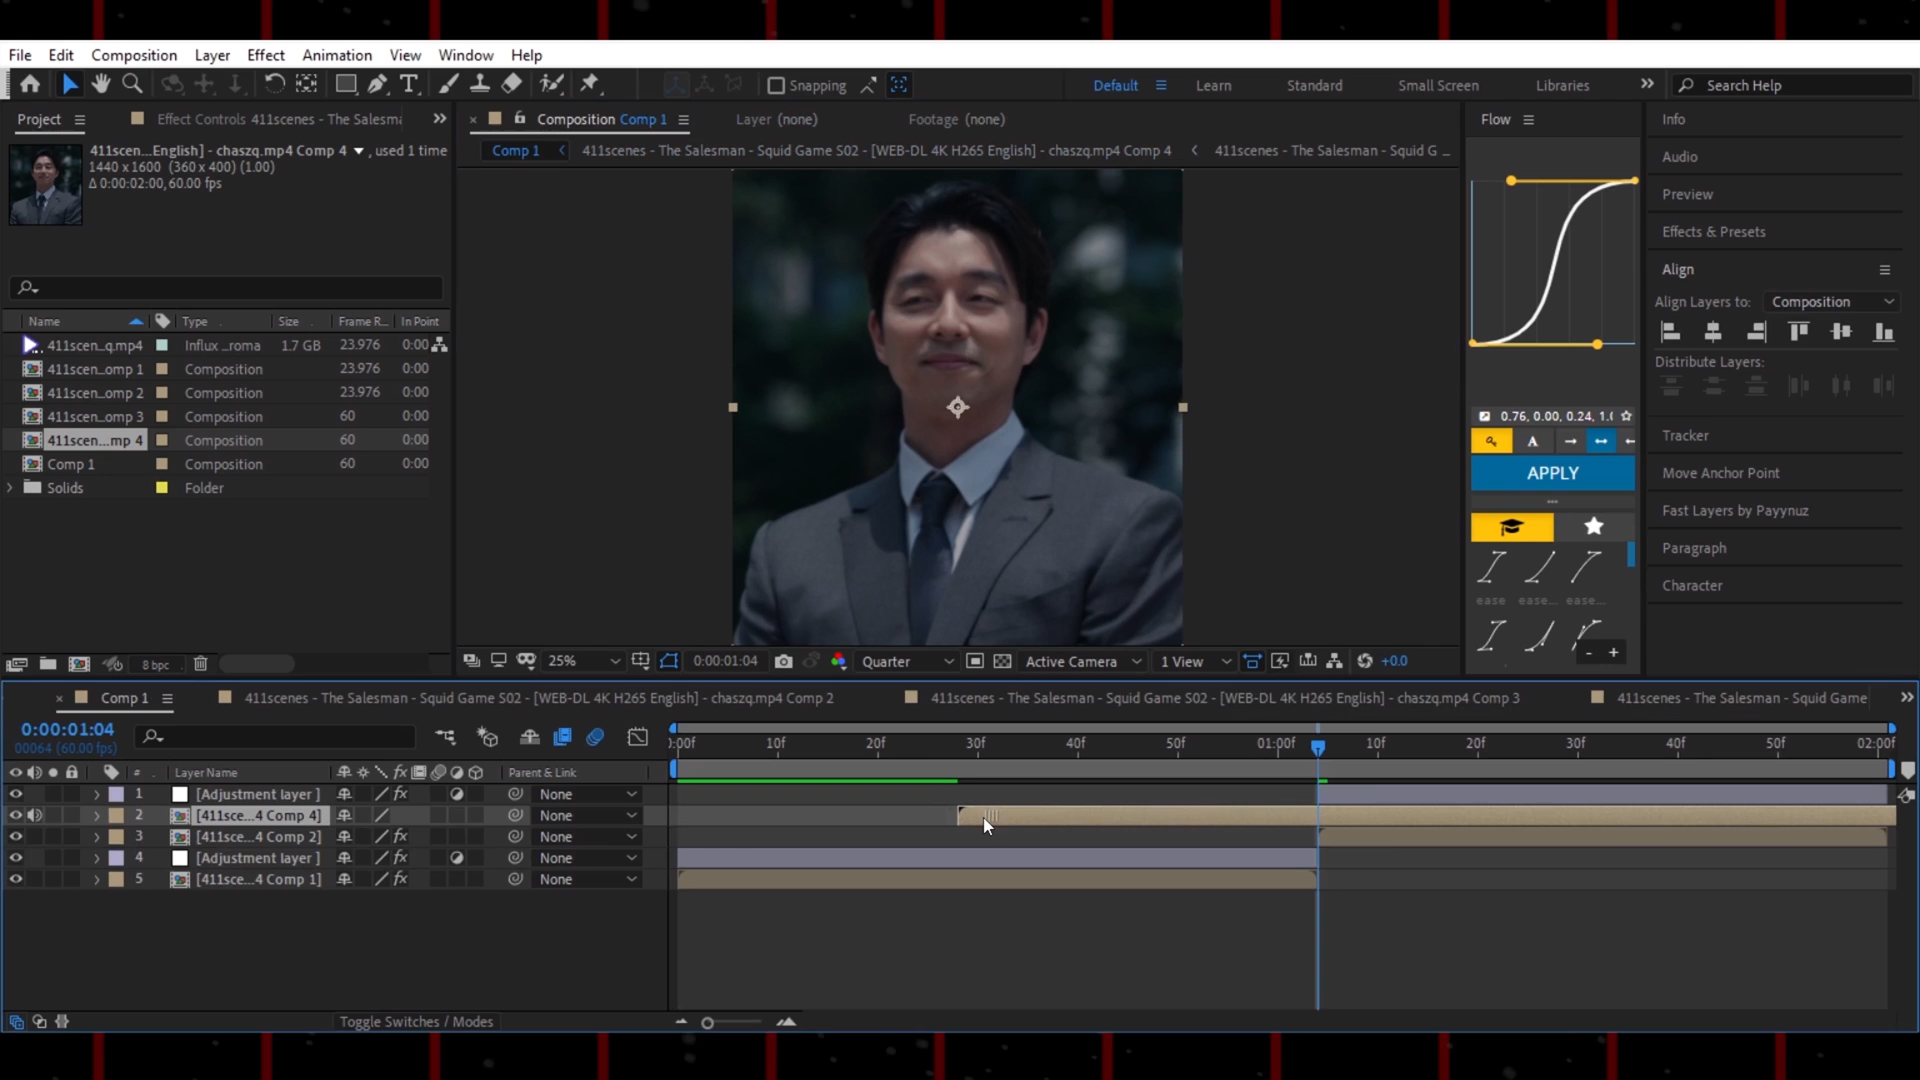 File Edit Composition Layer Effect Animation View Window Help
Snapping Default Learn Standard Small Screen Libraries Search Help
Project Effect Controls 411scenes - The Salesma
411scen...English] - chaszq.mp4 Comp 4 , used 1 time
1440 x 1600 (360 x 400) (1.00)
Δ 0:00:02:00, 60.00 fps
Name Type Size Frame R... In Point
411scen_q.mp4 Influx ...roma 1.7 GB 23.976 0:00
411scen...omp 1 Composition 23.976 0:00
411scen...omp 2 Composition 23.976 0:00
411scen...omp 3 Composition 60 0:00
411scen...mp 4 Composition 60 0:00
Comp 1 Composition 60 0:00
Solids Folder
8 bpc
Composition Comp 1 Layer (none) Footage (none)
Comp 1 411scenes - The Salesman - Squid Game S02 - [WEB-DL 4K H265 English] - chaszq.mp4 Comp 4 411scenes - The Salesman - Squid G ...
25% 0:00:01:04 Quarter Active Camera 1 View +0.0
Flow
0.76, 0.00, 0.24, 1.(
A
APPLY
ease ease... ease...
- +
Info
Audio
Preview
Effects & Presets
Align
Align Layers to: Composition
Distribute Layers:
Tracker
Move Anchor Point
Fast Layers by Payynuz
Paragraph
Character
Comp 1 411scenes - The Salesman - Squid Game S02 - [WEB-DL 4K H265 English] - chaszq.mp4 Comp 2 411scenes - The Salesman - Squid Game S02 - [WEB-DL 4K H265 English] - chaszq.mp4 Comp 3 411scenes - The Salesman - Squid Game
0:00:01:04
00064 (60.00 fps)
):00f 10f 20f 30f 40f 50f 01:00f 10f 20f 30f 40f 50f 02:00f
# Layer Name fx Parent & Link
1 [Adjustment layer ] fx None
2 [411sce...4 Comp 4] None
3 [411sce...4 Comp 2] fx None
4 [Adjustment layer ] None
5 [411sce...4 Comp 1] fx None
Toggle Switches / Modes